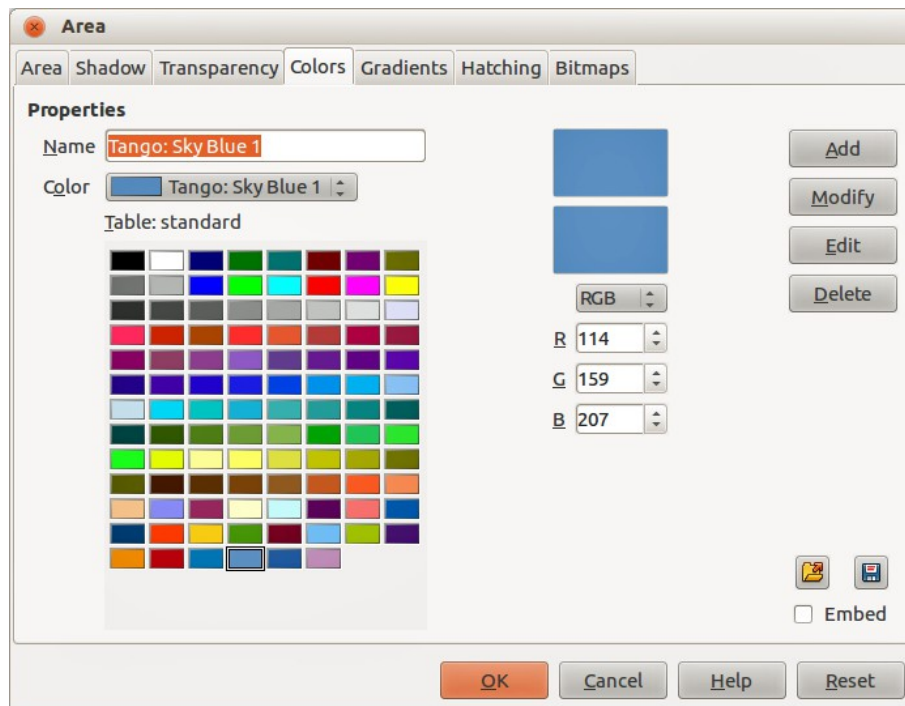 Area
Area Shadow Transparency Colors Gradients Hatching Bitmaps
Properties
Name Tango: Sky Blue 1
Color Tango: Sky Blue 1
Table: standard
Add
Modify
Edit
Delete
RGB
R 114
G 159
B 207
Embed
OK Cancel Help Reset